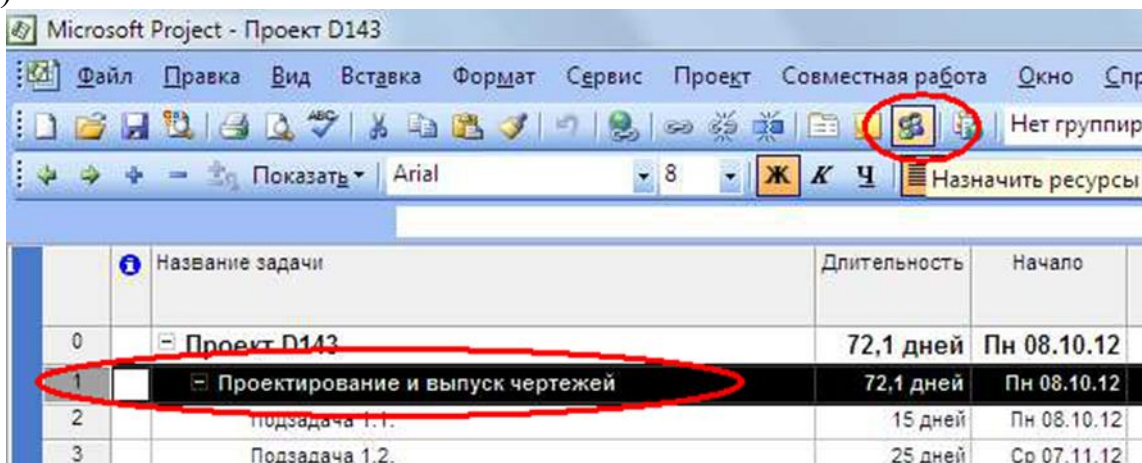 )
Microsoft Project - Проект D143
Файл Правка Вид Вставка Формат Сервис Проект Совместная работа Окно Спр
ABC Нет группир
Показать Arial 8 Ж К Ч Назначить ресурсы
Название задачи Длительность Начало
0 Проект D143 72,1 дней Пн 08.10.12
1 Проектирование и выпуск чертежей 72,1 дней Пн 08.10.12
2 Подзадача 1.1. 15 дней Пн 08.10.12
3 Подзадача 1.2. 25 дней Ср 07.11.12